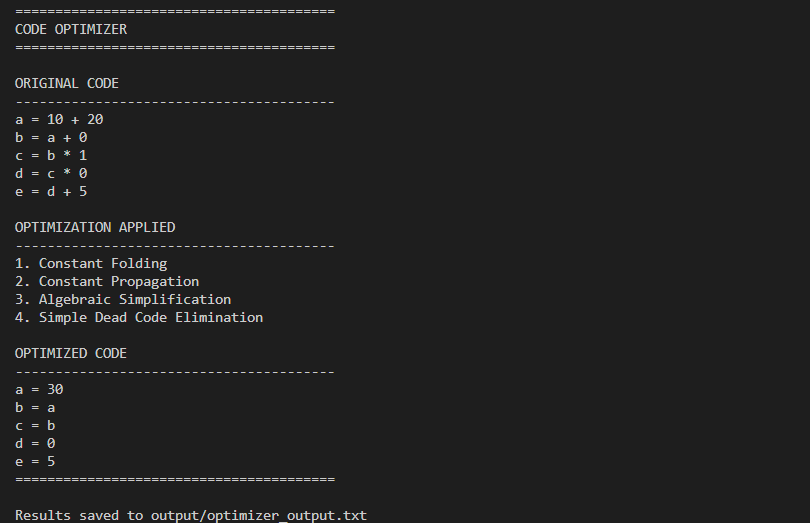 ========================================
CODE OPTIMIZER
========================================
ORIGINAL CODE
----------------------------------------
a = 10 + 20
b = a + 0
c = b * 1
d = c * 0
e = d + 5
OPTIMIZATION APPLIED
----------------------------------------
1. Constant Folding
2. Constant Propagation
3. Algebraic Simplification
4. Simple Dead Code Elimination
OPTIMIZED CODE
----------------------------------------
a = 30
b = a
c = b
d = 0
e = 5
========================================
Results saved to output/optimizer_output.txt